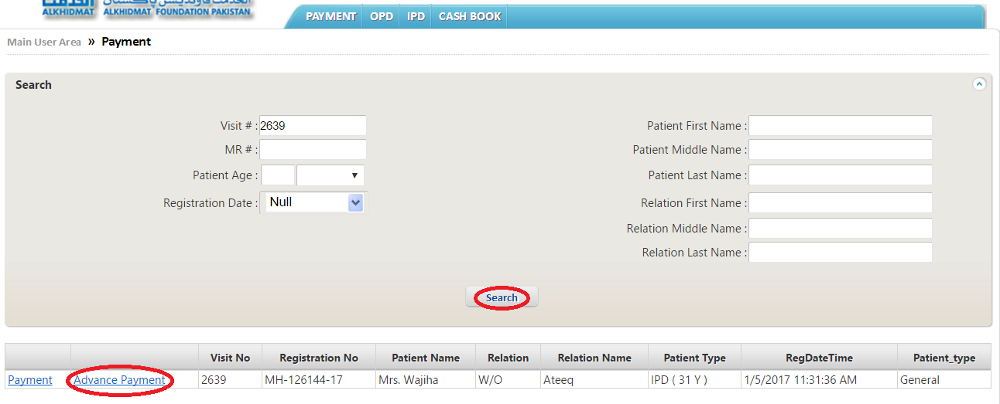 ALKHIDMAT ALKHIDMAT FOUNDATION PAKISTAN
PAYMENT OPD IPD CASH BOOK
Main User Area » Payment
Search
Visit # : 2639 Patient First Name :
MR # : Patient Middle Name :
Patient Age : Patient Last Name :
Registration Date : Null Relation First Name :
Relation Middle Name :
Relation Last Name :
Search
Visit No Registration No Patient Name Relation Relation Name Patient Type RegDateTime Patient_type
Payment Advance Payment 2639 MH-126144-17 Mrs. Wajiha W/O Ateeq IPD ( 31 Y ) 1/5/2017 11:31:36 AM General